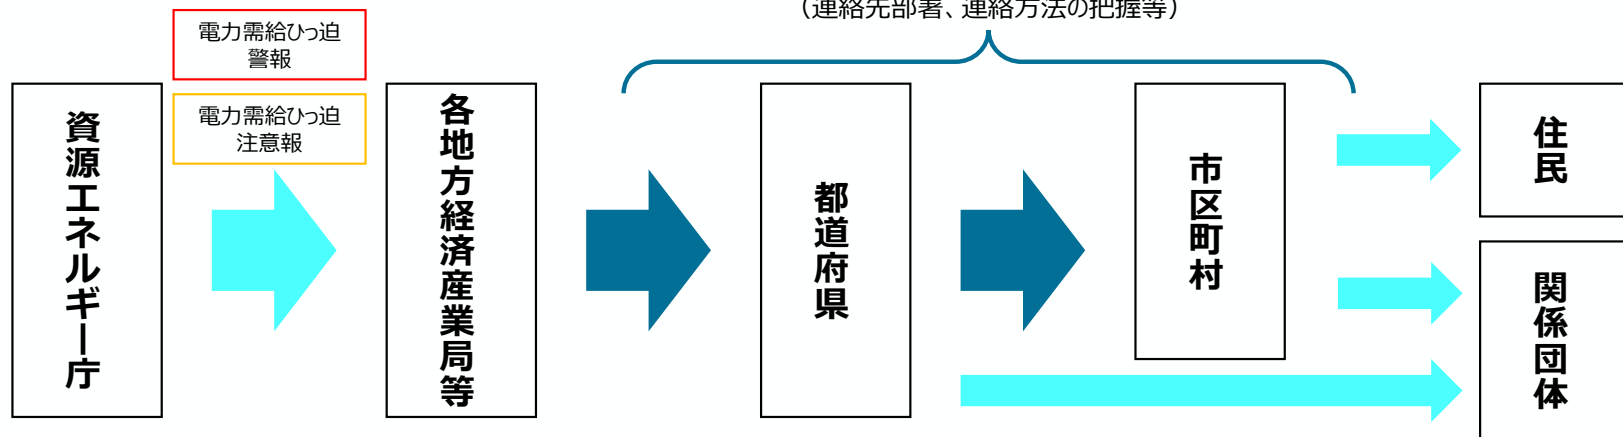 （連絡先部署、連絡方法の把握等）
電力需給ひっ迫
警報
電力需給ひっ迫
注意報
資源エネルギー庁
各地方経済産業局等
都道府県
市区町村
住民
関係団体